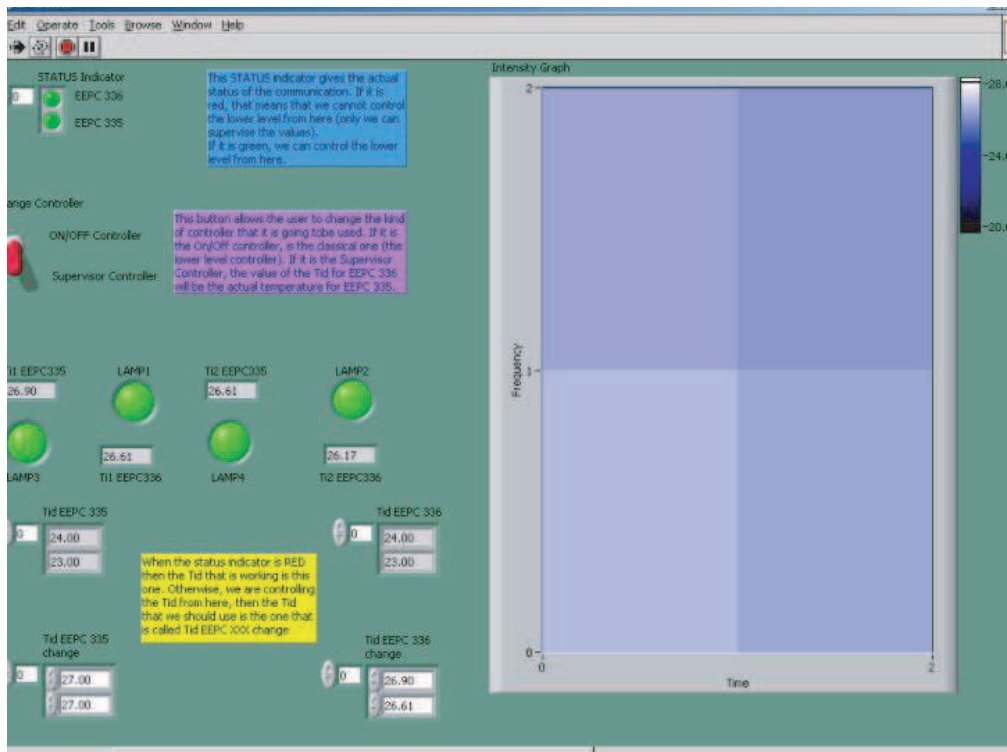 Edit Operate Tools Browse Window Help
STATUS Indicator
0
EEPC 336
EEPC 335
This STATUS indicator gives the actual
status of the communication. If it is
red, that means that we cannot control
the lower level from here (only we can
supervise the values).
If it is green, we can control the lower
level from here.
ange Controller
ON/OFF Controller
Supervisor Controller
This button allows the user to change the kind
of controller that it is going tobe used. If it is
the On/Off controller, is the classical one (the
lower level controller). If it is the Supervisor
Controller, the value of the Tid for EEPC 336
will be the actual temperature for EEPC 335.
Ti1 EEPC335
26.90
LAMP1
Ti2 EEPC335
26.61
LAMP2
LAMP3
26.61
Ti1 EEPC336
LAMP4
26.17
Ti2 EEPC336
Tid EEPC 335
0
24.00
23.00
Tid EEPC 336
0
24.00
23.00
When the status indicator is RED
then the Tid that is working is this
one. Otherwise, we are controlling
the Tid from here, then the Tid
that we should use is the one that
is called Tid EEPC XXX change
Tid EEPC 335
change
0
27.00
27.00
Tid EEPC 336
change
0
26.90
26.61
Intensity Graph
2
1
0
Frequency
0
2
Time
-28.0
-24.
-20.0